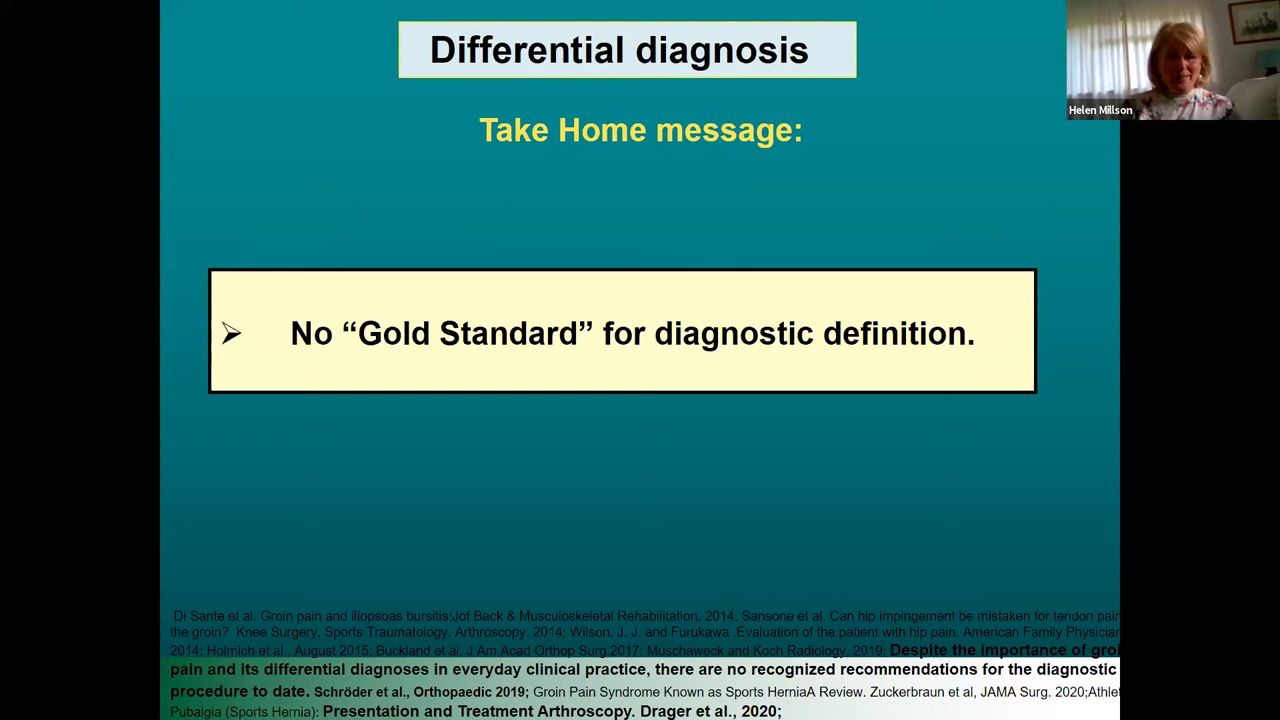 Differential diagnosis
Helen Millson
Take Home message:
➢ No “Gold Standard” for diagnostic definition.
Di Sante et al. Groin pain and iliopsoas bursitis:Jof Back & Musculoskeletal Rehabilitation, 2014; Sansone et al. Can hip impingement be mistaken for tendon pain
the groin? Knee Surgery, Sports Traumatology, Arthroscopy. 2014; Wilson, J. J. and Furukawa .Evaluation of the patient with hip pain. American Family Physician
2014; Holmich et al., August 2015; Buckland et al. J Am Acad Orthop Surg.2017; Muschaweck and Koch Radiology. 2019; Despite the importance of groi
pain and its differential diagnoses in everyday clinical practice, there are no recognized recommendations for the diagnostic
procedure to date. Schröder et al., Orthopaedic 2019; Groin Pain Syndrome Known as Sports HerniaA Review. Zuckerbraun et al, JAMA Surg. 2020;Athlet
Pubalgia (Sports Hernia): Presentation and Treatment Arthroscopy. Drager et al., 2020;